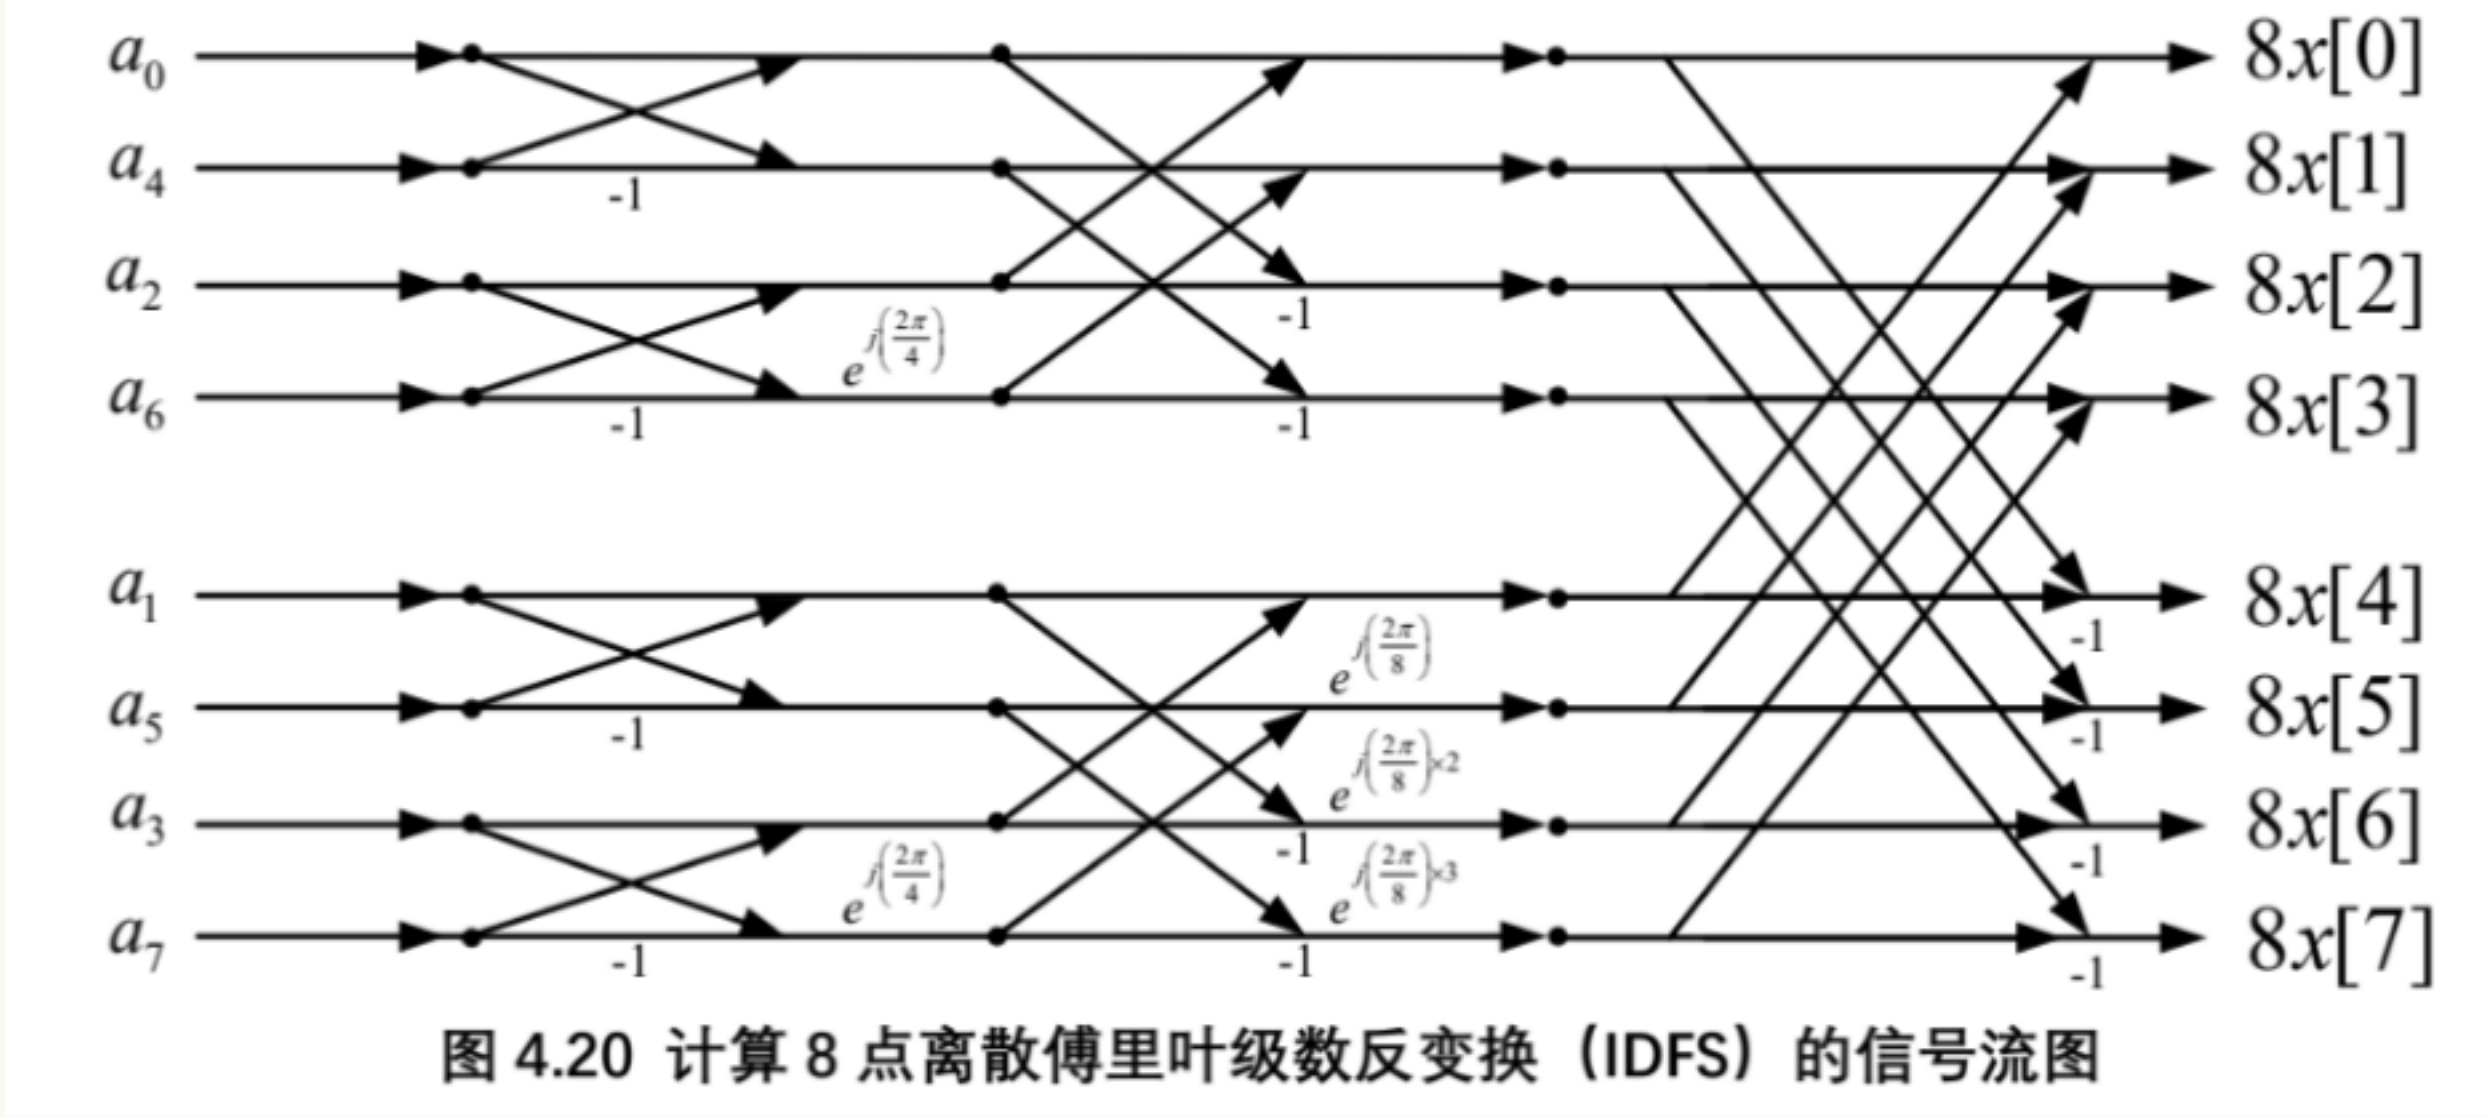 a₀ 8x[0]
a₄ -1 8x[1]
a₂ -1 8x[2]
e^{j(2π/4)}
a₆ -1 -1 8x[3]
a₁ 8x[4]
e^{j(2π/8)} -1
a₅ -1 8x[5]
e^{j(2π/8)×2} -1
a₃ -1 8x[6]
e^{j(2π/4)} e^{j(2π/8)×3} -1
a₇ -1 -1 8x[7]
-1
图 4.20 计算 8 点离散傅里叶级数反变换（IDFS）的信号流图